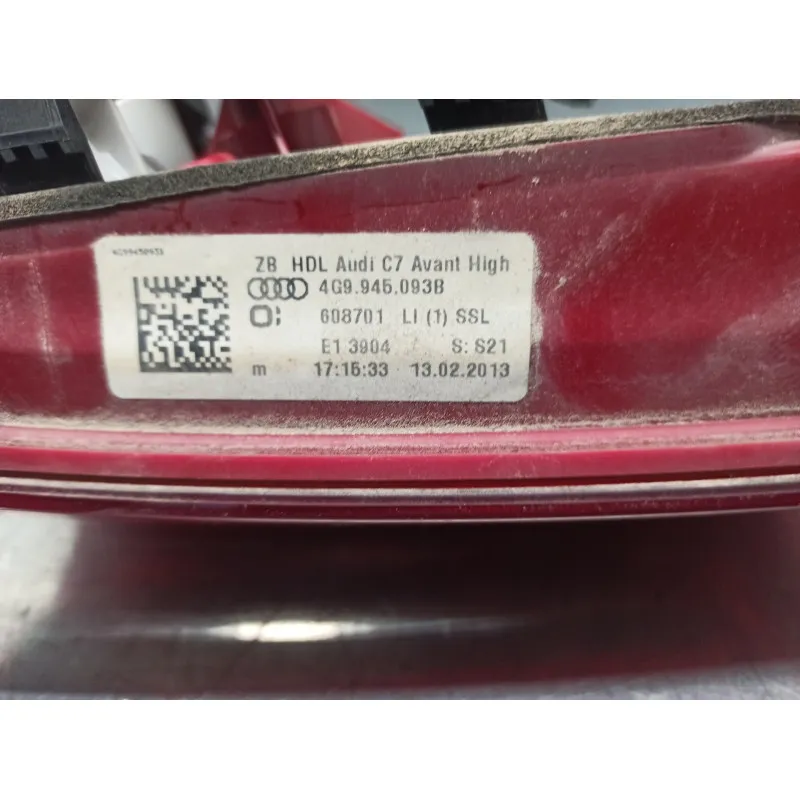 4G9945093B
ZB HDL Audi C7 Avant High
4G9.945.093B
608701 LI (1) SSL
E1 3904 S: S21
m 17:15:33 13.02.2013